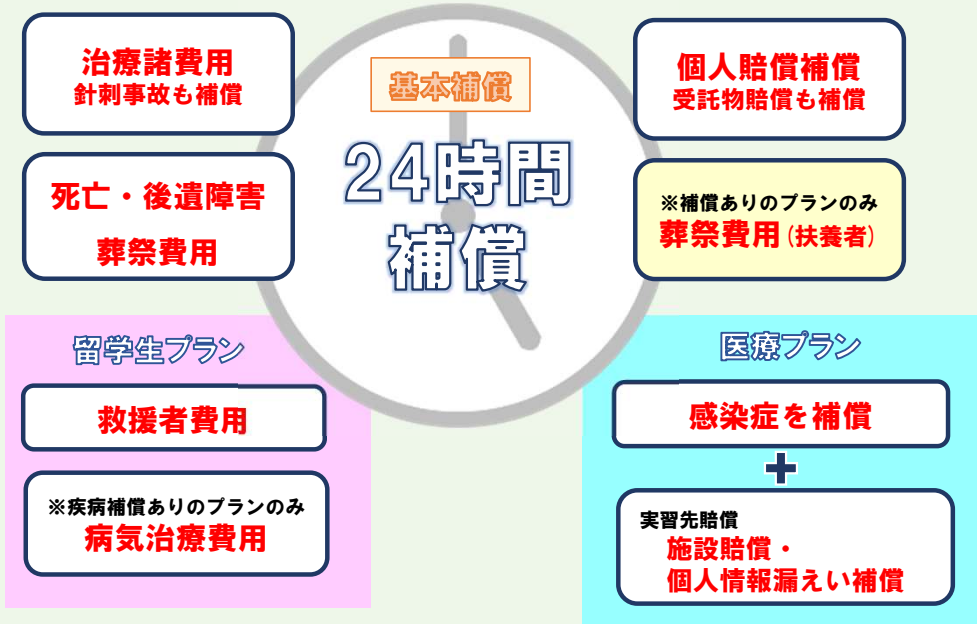 治療諸費用
針刺事故も補償
死亡・後遺障害
葬祭費用
基本補償
24時間
補償
個人賠償補償
受託物賠償も補償
※補償ありのプランのみ
葬祭費用(扶養者)
留学生プラン
救援者費用
※疾病補償ありのプランのみ
病気治療費用
医療プラン
感染症を補償
+
実習先賠償
施設賠償・
個人情報漏えい補償